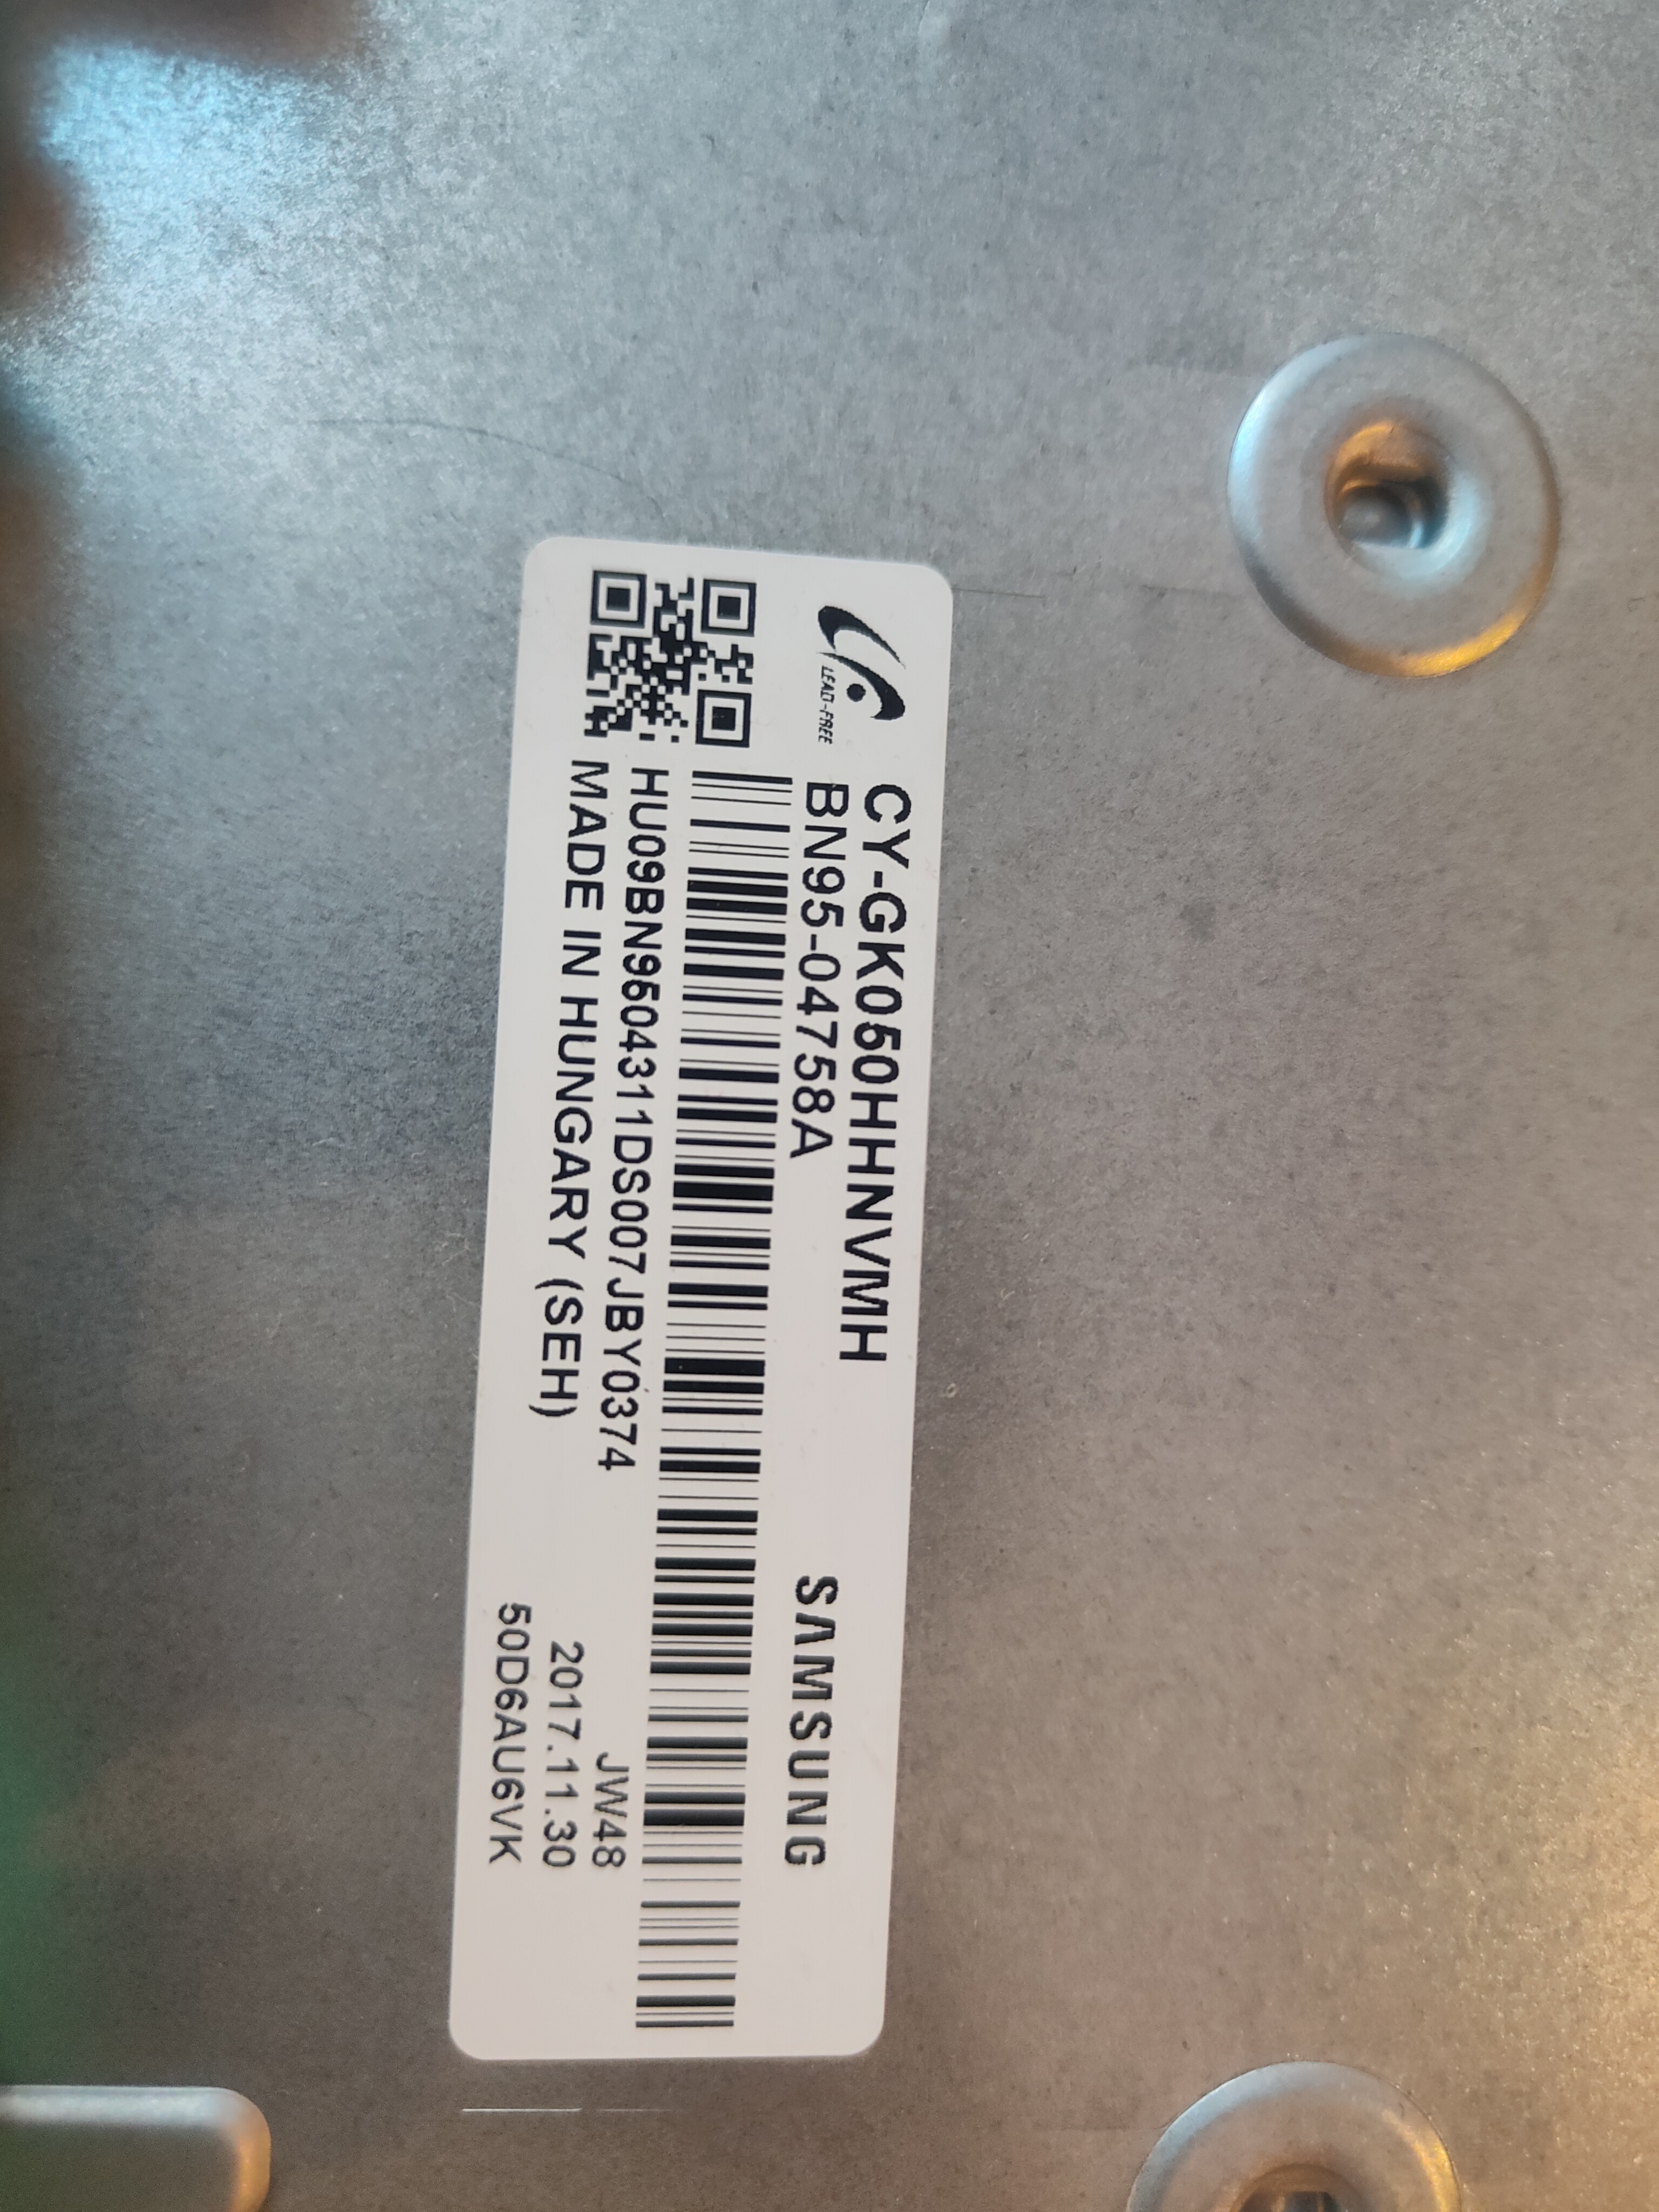 LEAD-FREE
CY-GK050HHNVMH
BN95-04758A
SAMSUNG
HU09BN9504311DS007JBY0374
JW48
MADE IN HUNGARY (SEH)
2017.11.30
50D6AU6VK